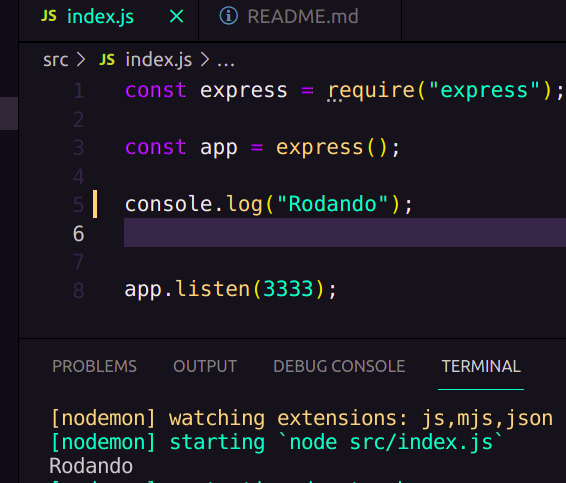 JS index.js × README.md
src > JS index.js > ...
1 const express = require("express");
2
3 const app = express();
4
5 console.log("Rodando");
6
7
8 app.listen(3333);
PROBLEMS OUTPUT DEBUG CONSOLE TERMINAL
[nodemon] watching extensions: js,mjs,json
[nodemon] starting `node src/index.js`
Rodando